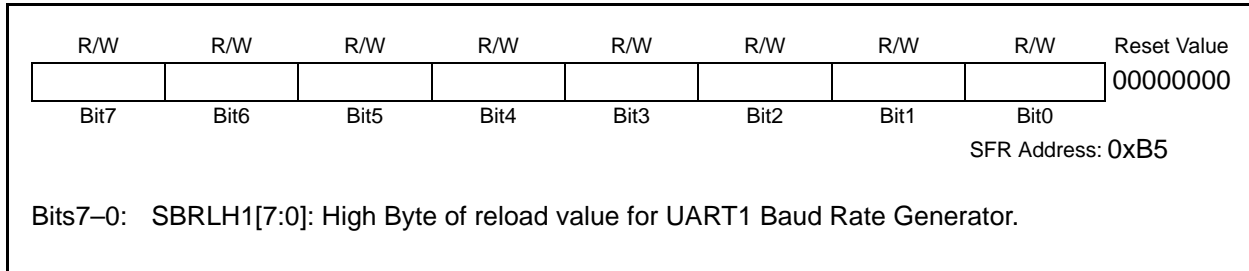 R/W R/W R/W R/W R/W R/W R/W R/W Reset Value
00000000
Bit7 Bit6 Bit5 Bit4 Bit3 Bit2 Bit1 Bit0
SFR Address: 0xB5
Bits7–0: SBRLH1[7:0]: High Byte of reload value for UART1 Baud Rate Generator.